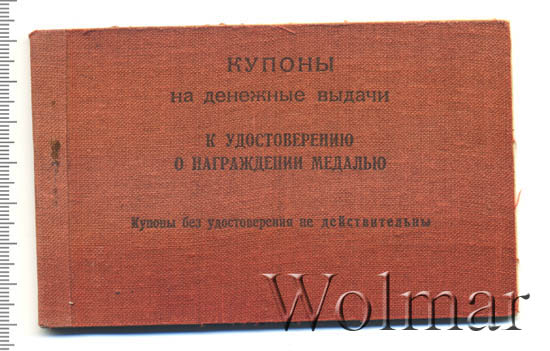 КУПОНЫ
на денежные выдачи
К УДОСТОВЕРЕНИЮ
О НАГРАЖДЕНИИ МЕДАЛЬЮ
Купоны без удостоверения не действительны
Wolmar